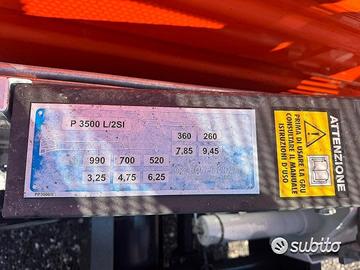 P 3500 L/2SI
360 260
7,85 9,45
990 700 520
3,25 4,75 6,25
ATTENZIONE
PRIMA DI USARE LA GRU
CONSULTARE IL MANUALE
ISTRUZIONI D'USO
subito